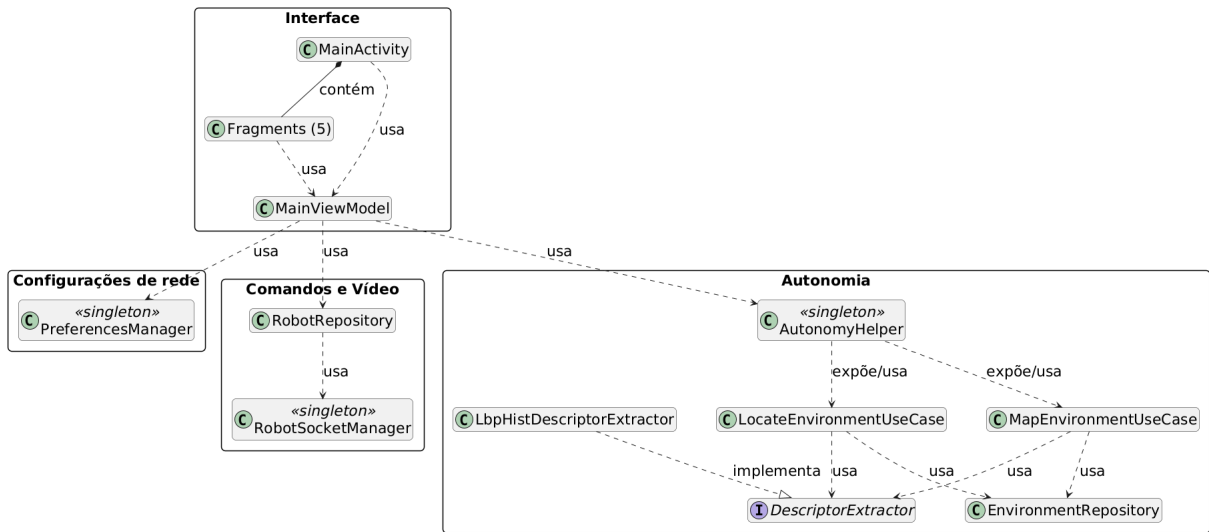 Interface
C MainActivity
contém
C Fragments (5)
usa
usa
C MainViewModel
usa
usa
usa
Configurações de rede
C «singleton»
PreferencesManager
Comandos e Vídeo
C RobotRepository
usa
C «singleton»
RobotSocketManager
Autonomia
C «singleton»
AutonomyHelper
expõe/usa
expõe/usa
C LbpHistDescriptorExtractor
C LocateEnvironmentUseCase
C MapEnvironmentUseCase
implementa
usa
usa
usa
usa
I DescriptorExtractor
C EnvironmentRepository